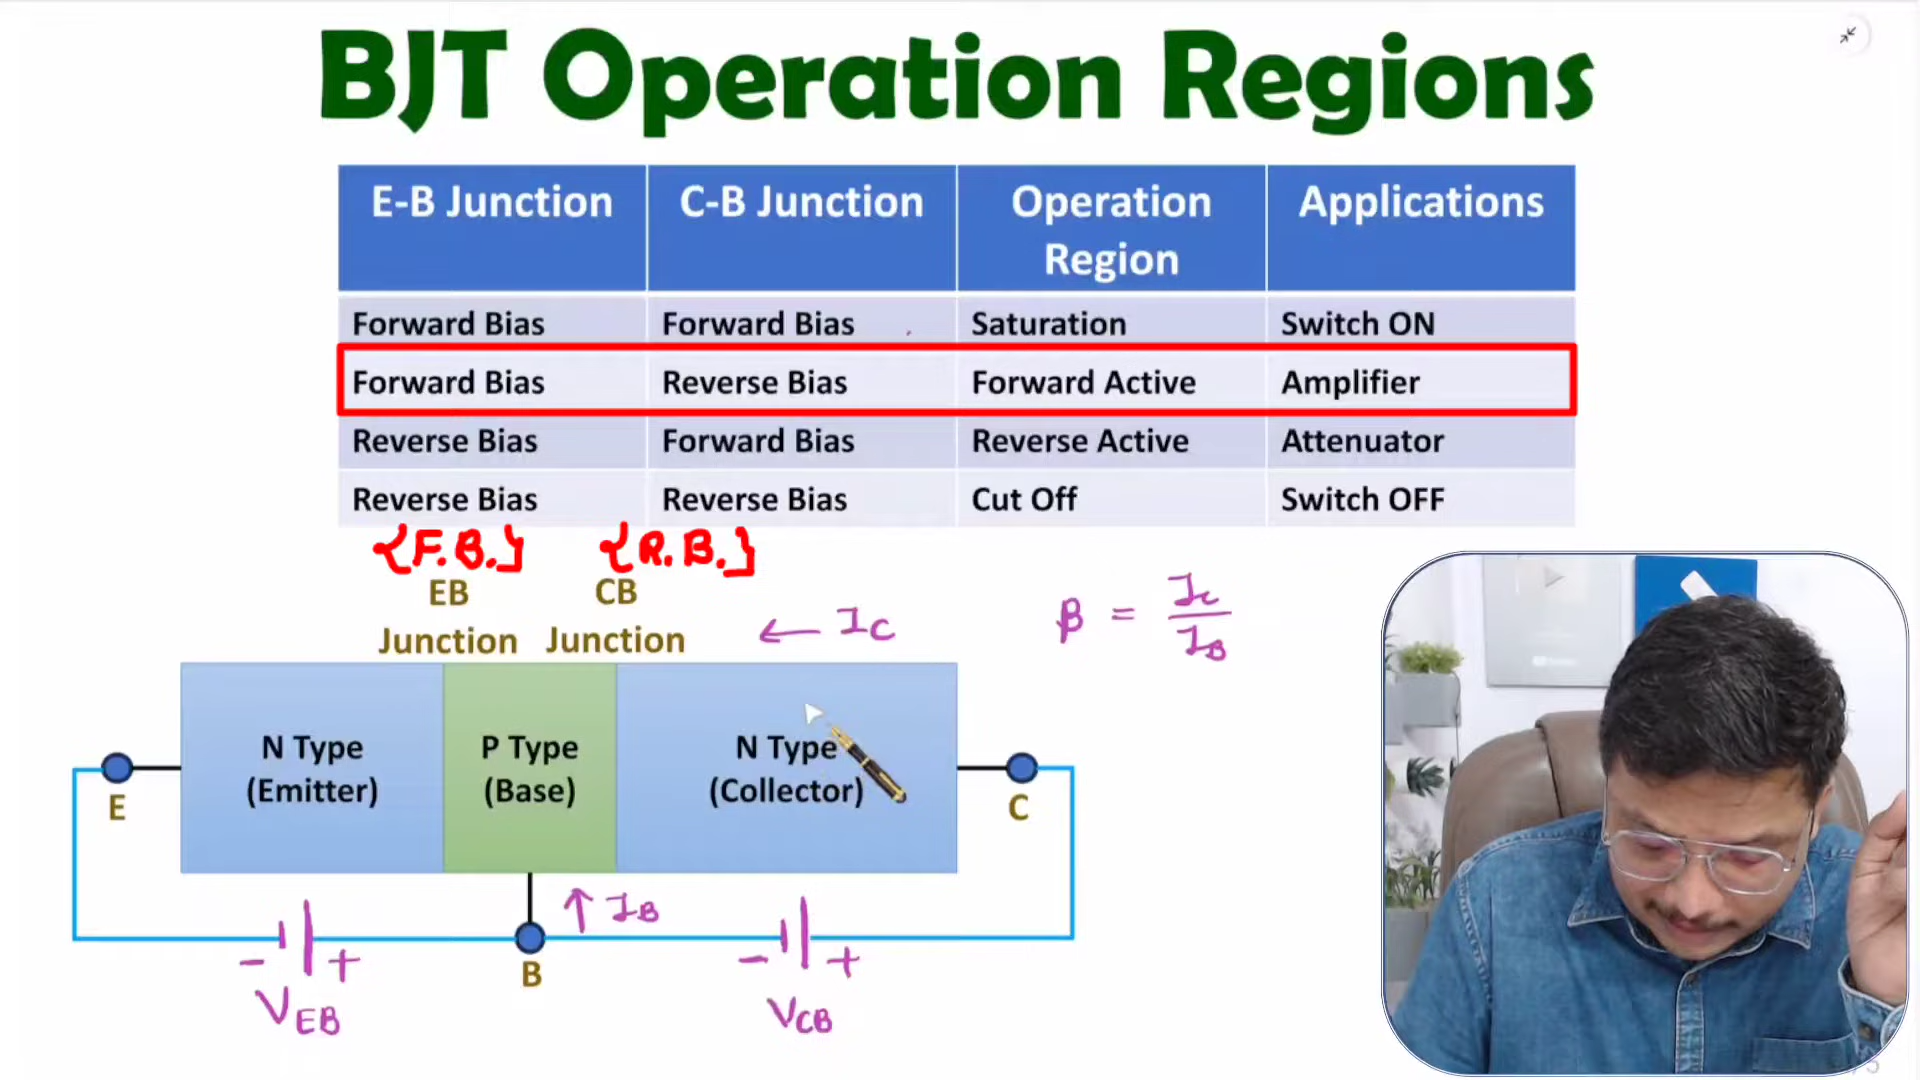 BJT Operation Regions
E-B Junction C-B Junction Operation Region Applications
Forward Bias Forward Bias Saturation Switch ON
Forward Bias Reverse Bias Forward Active Amplifier
Reverse Bias Forward Bias Reverse Active Attenuator
Reverse Bias Reverse Bias Cut Off Switch OFF
{F.B.} {R.B.}
EB Junction CB Junction
← IC
β = IC / IB
N Type (Emitter)
P Type (Base)
N Type (Collector)
E
C
↑ IB
- +
B
- +
VEB
VCB